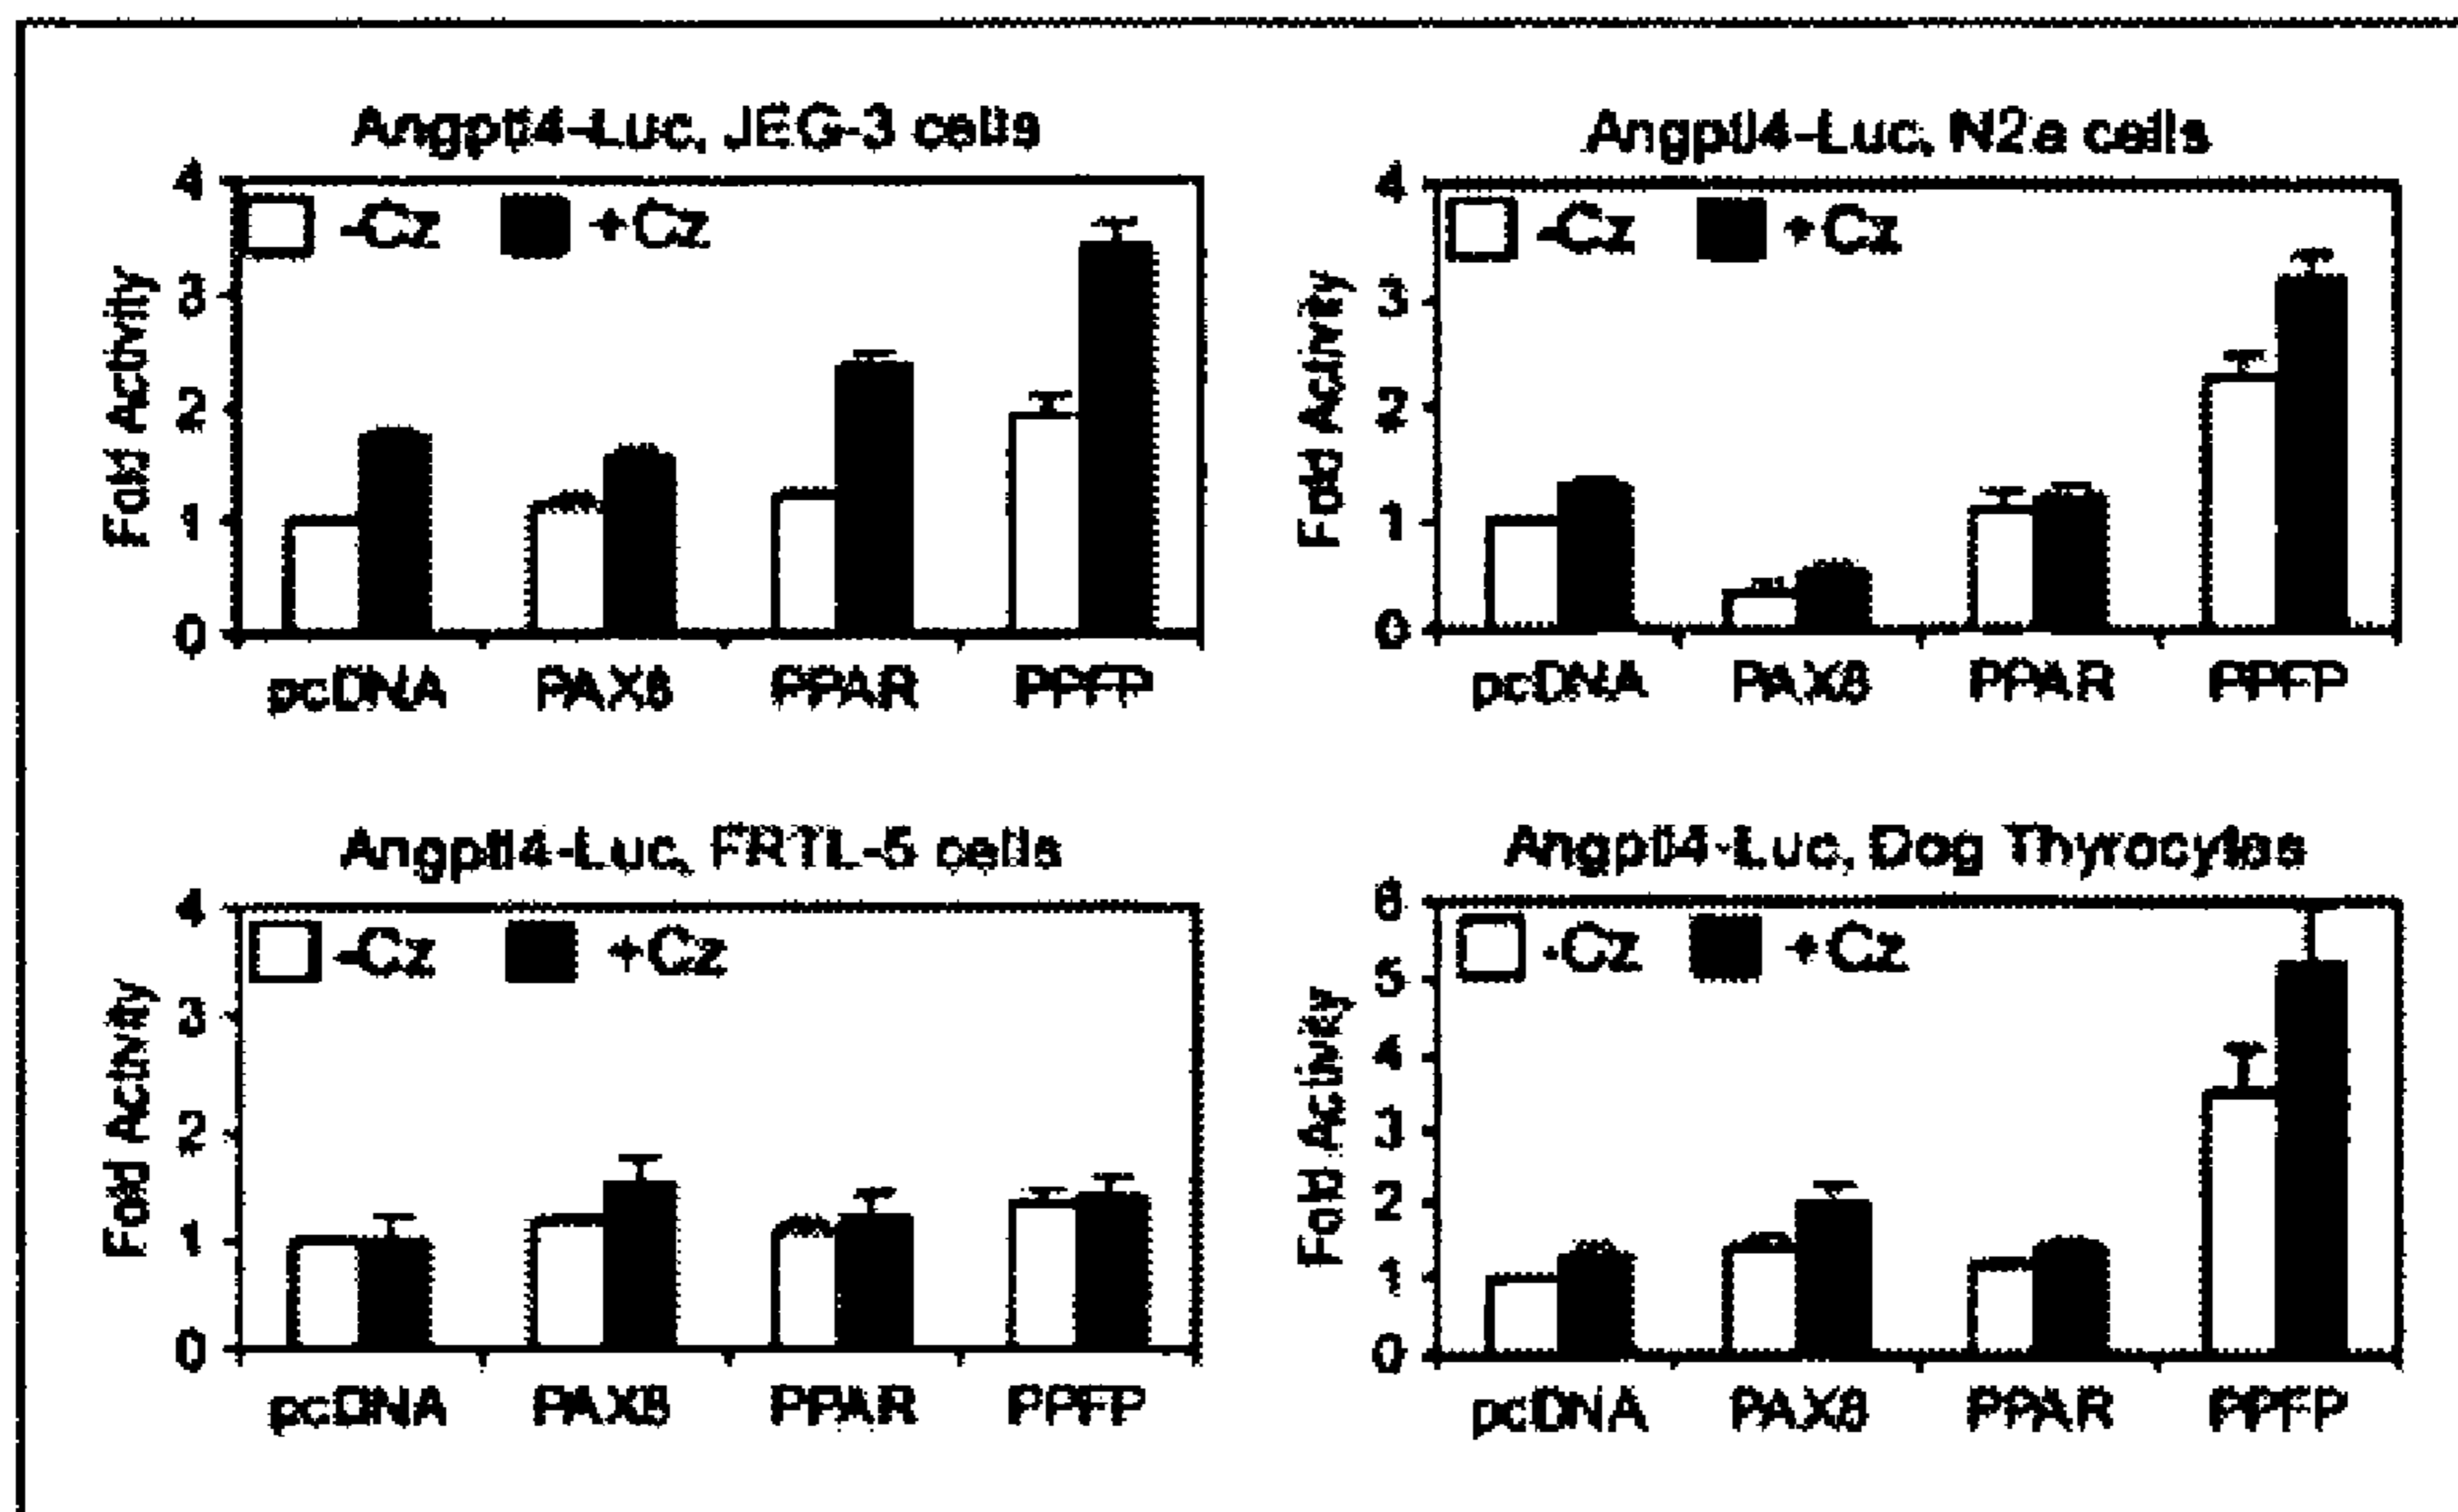 Angptl4-Luc, JEG-3 cells
4
-Cz +Cz
3
2
1
0
Fold Activity
pcDNA PAX8 PPAR PPFP
Angptl4-Luc, N2a cells
4
-Cz +Cz
3
2
1
0
Fold Activity
pcDNA PAX8 PPAR PPFP
Angptl4-Luc, FRTL-5 cells
4
-Cz +Cz
3
2
1
0
Fold Activity
pcDNA PAX8 PPAR PPFP
Angptl4-Luc, Dog Thyrocytes
6
-Cz +Cz
5
4
3
2
1
0
Fold Activity
pcDNA PAX8 PPAR PPFP